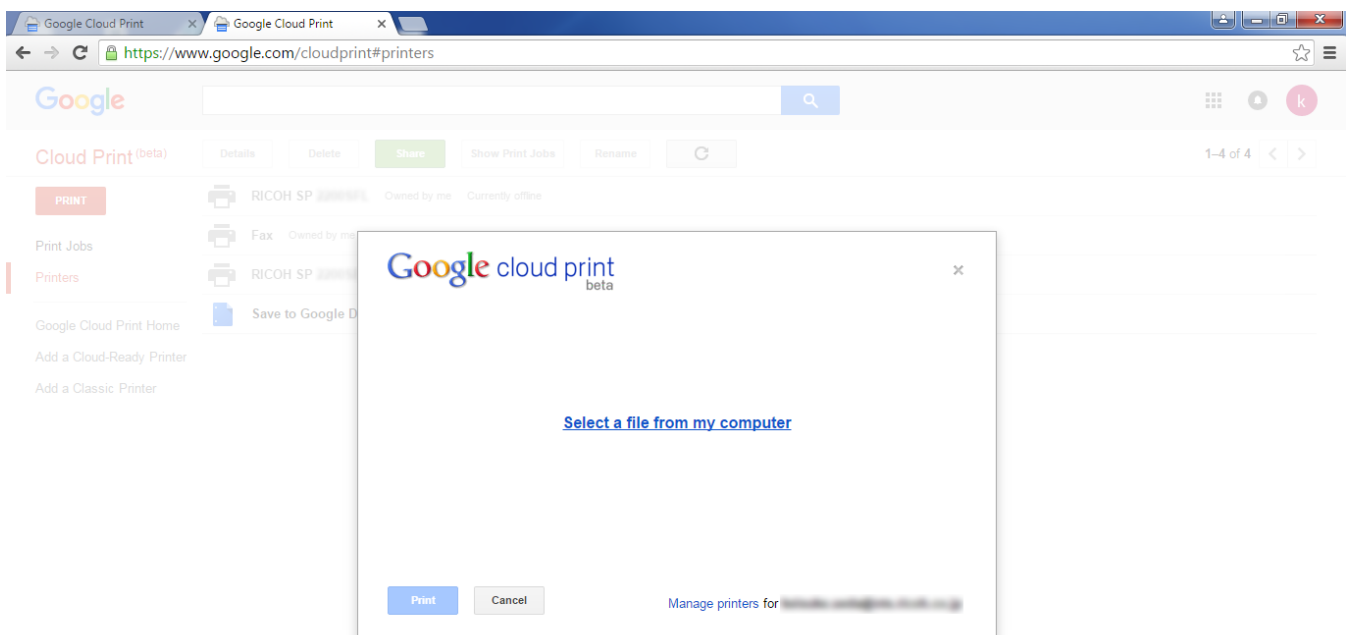 Google Cloud Print Google Cloud Print
https://www.google.com/cloudprint#printers
Google k
Cloud Print (beta) Details Delete Share Show Print Jobs Rename 1–4 of 4
PRINT
RICOH SP Owned by me Currently offline
Print Jobs
Fax Owned by me
Printers
RICOH SP
Google Cloud Print Home
Save to Google D
Add a Cloud-Ready Printer
Add a Classic Printer
Google cloud print
beta
Select a file from my computer
Print Cancel
Manage printers for